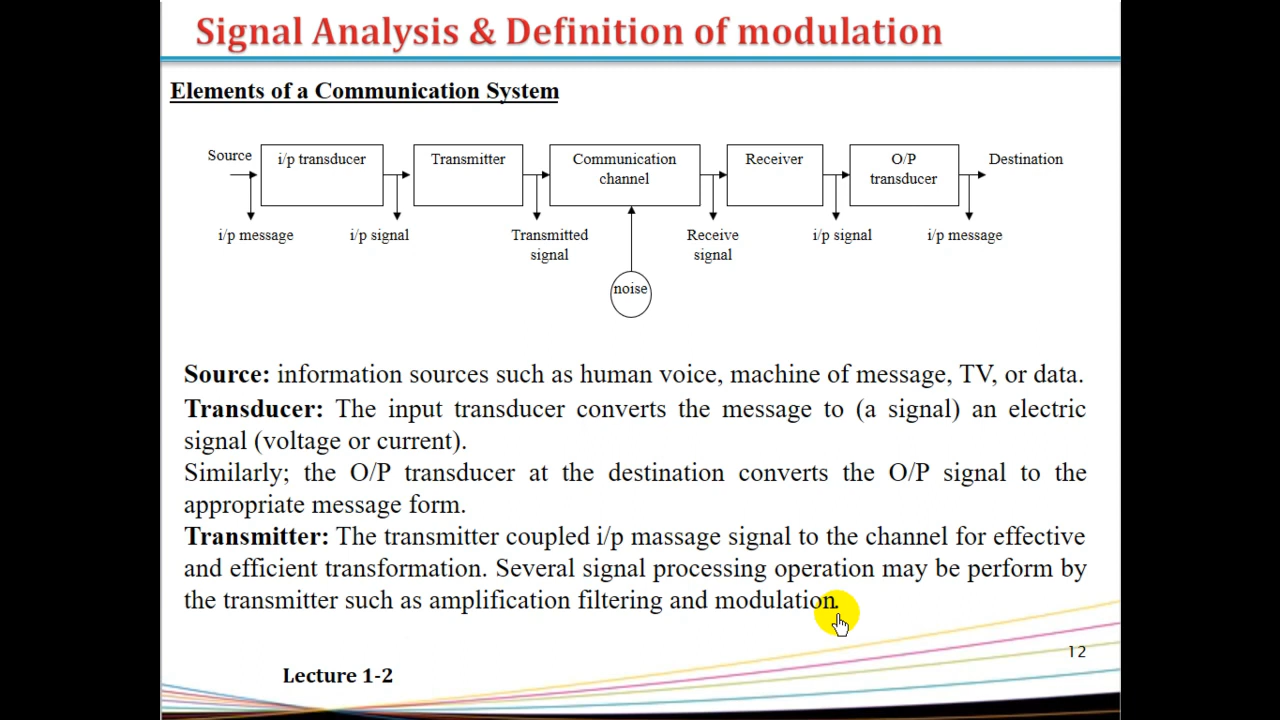 Signal Analysis & Definition of modulation
Elements of a Communication System
Source
i/p transducer
Transmitter
Communication
channel
Receiver
O/P
transducer
Destination
i/p message
i/p signal
Transmitted
signal
Receive
signal
i/p signal
i/p message
noise
Source: information sources such as human voice, machine of message, TV, or data.
Transducer: The input transducer converts the message to (a signal) an electric
signal (voltage or current).
Similarly; the O/P transducer at the destination converts the O/P signal to the
appropriate message form.
Transmitter: The transmitter coupled i/p massage signal to the channel for effective
and efficient transformation. Several signal processing operation may be perform by
the transmitter such as amplification filtering and modulation.
12
Lecture 1-2